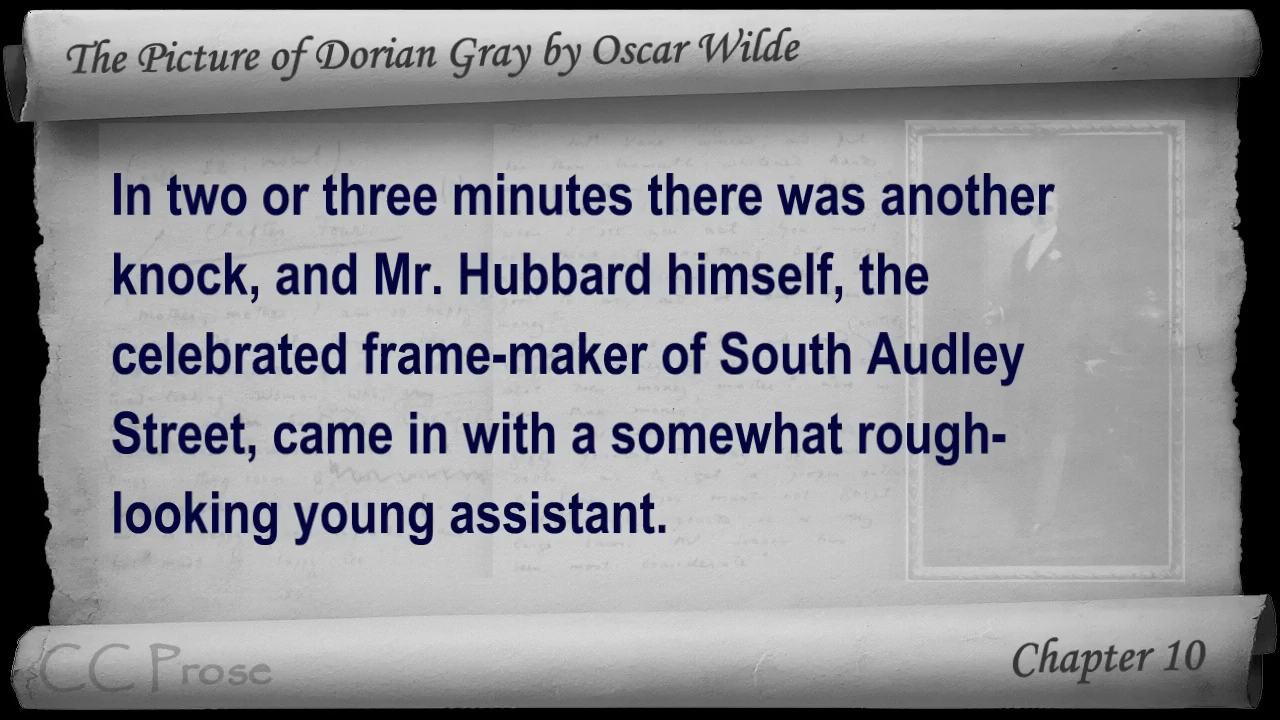 The Picture of Dorian Gray by Oscar Wilde
In two or three minutes there was another
knock, and Mr. Hubbard himself, the
celebrated frame-maker of South Audley
Street, came in with a somewhat rough-
looking young assistant.
CC Prose
Chapter 10